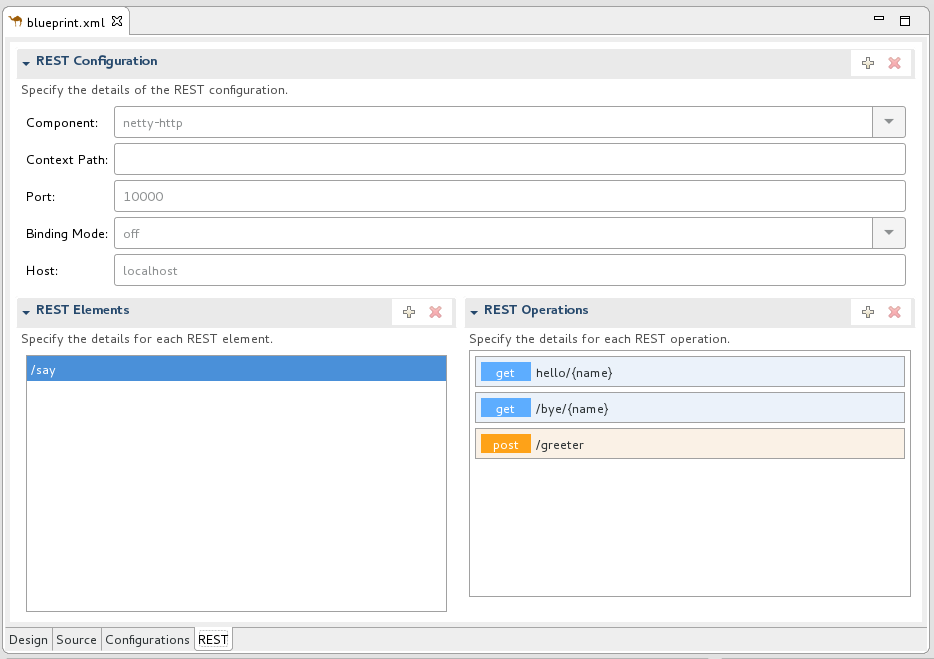 blueprint.xml
REST Configuration
Specify the details of the REST configuration.
Component: netty-http
Context Path:
Port: 10000
Binding Mode: off
Host: localhost
REST Elements
Specify the details for each REST element.
/say
REST Operations
Specify the details for each REST operation.
get hello/{name}
get /bye/{name}
post /greeter
Design Source Configurations REST